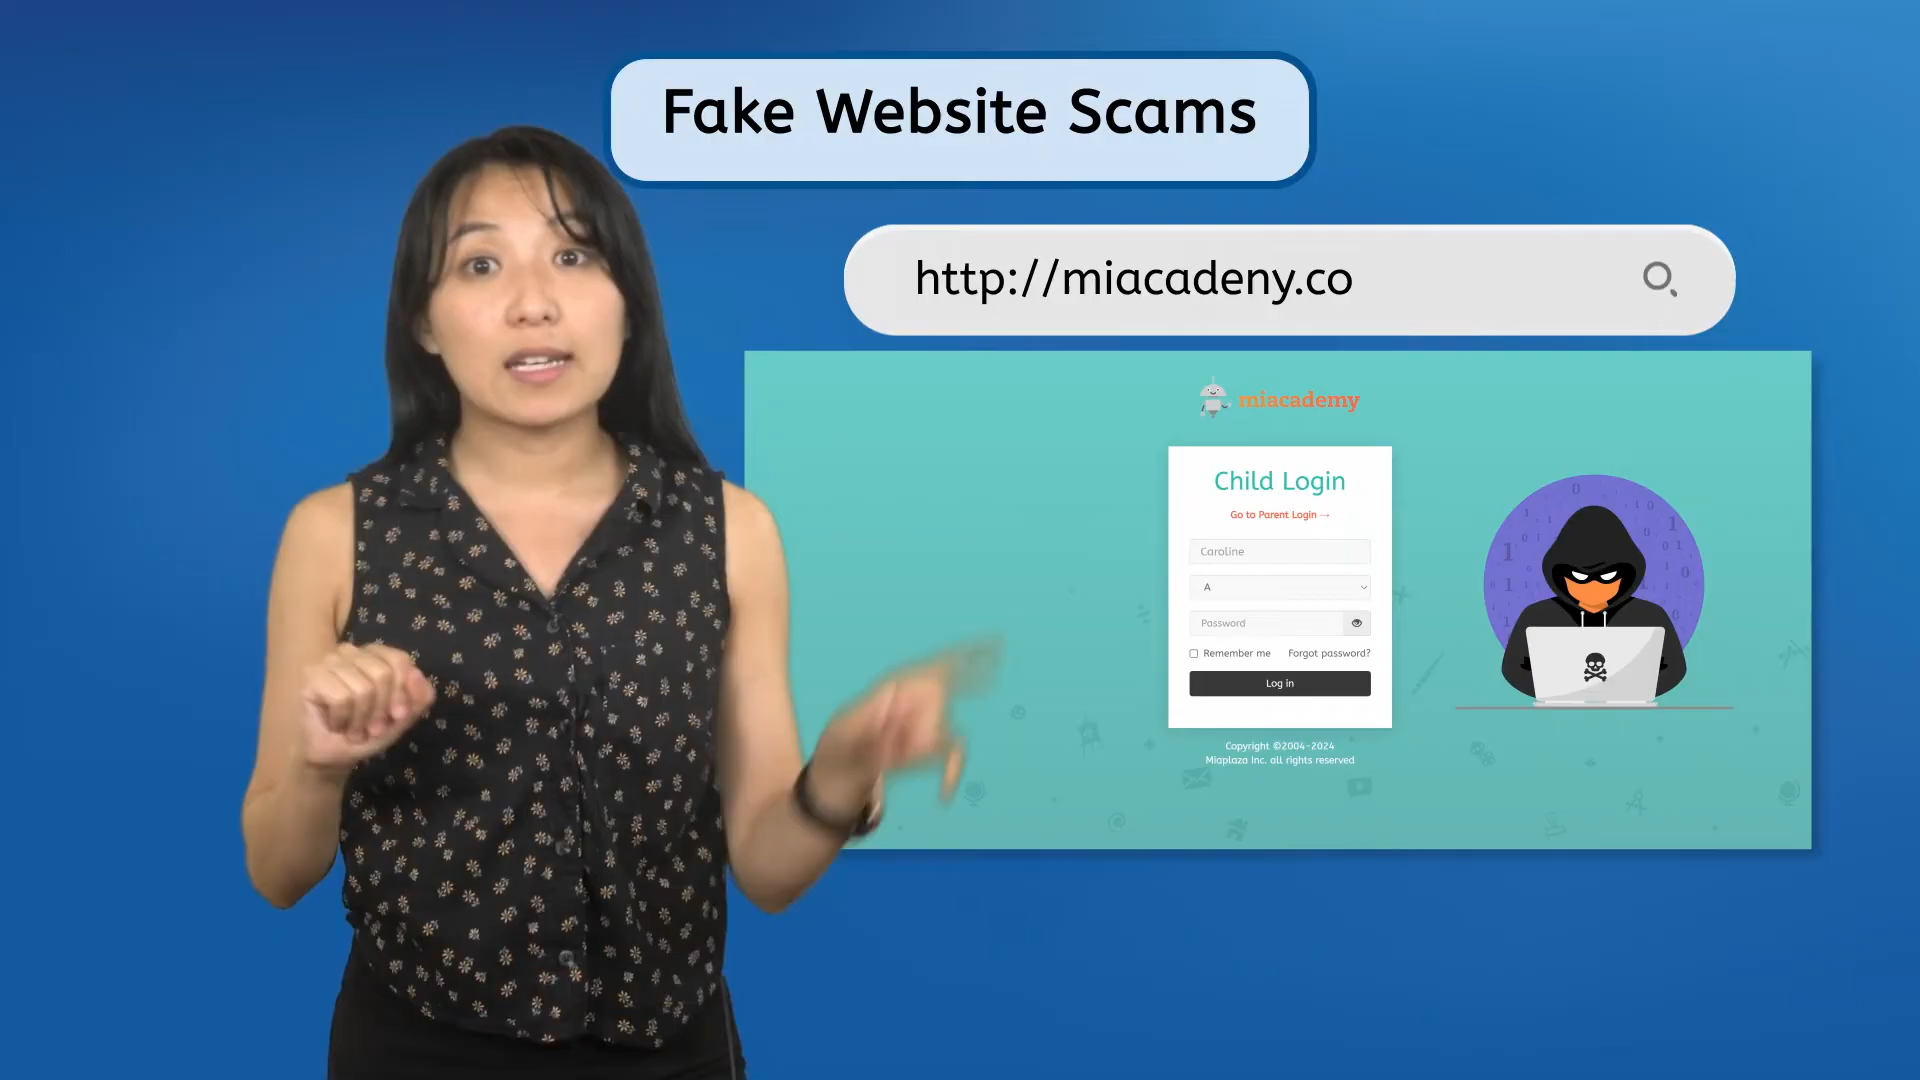 Fake Website Scams
http://miacadeny.co
miacademy
Child Login
Go to Parent Login →
Caroline
A
Password
Remember me Forgot password?
Log in
Copyright ©2004-2024
Miaplaza Inc. all rights reserved